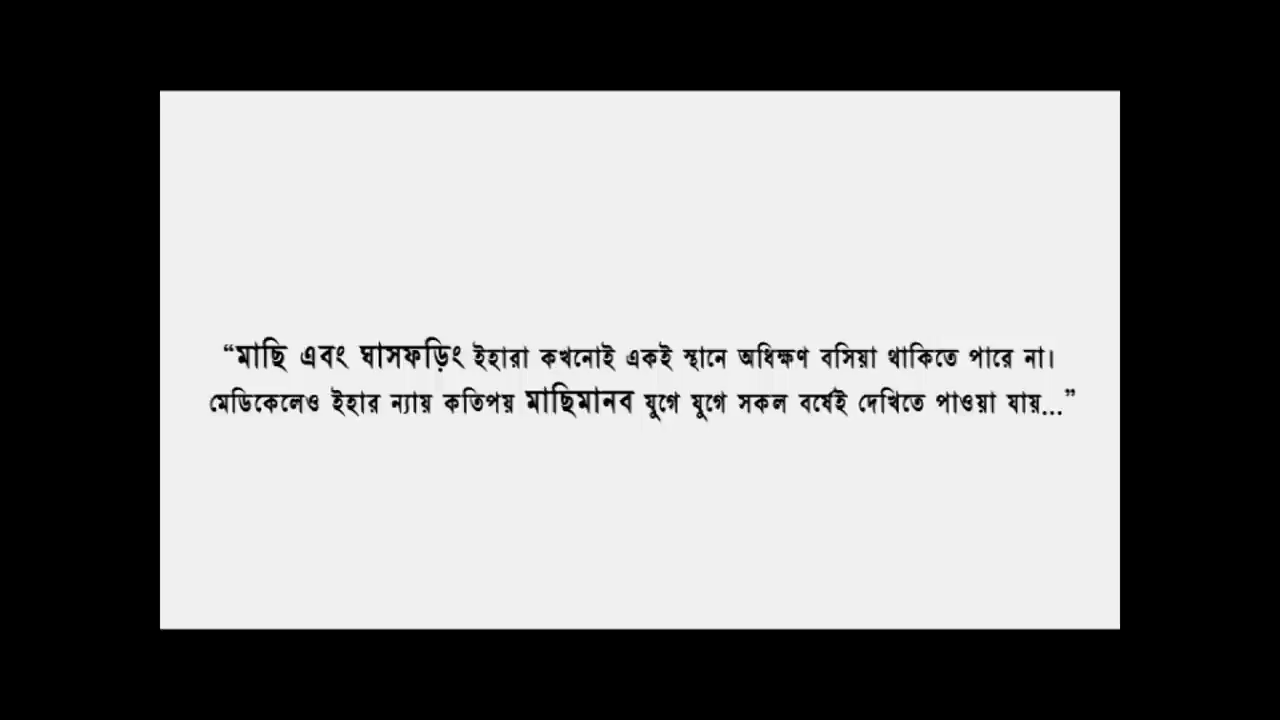 “মাছি এবং ঘাসফড়িং ইহারা কখনোই একই স্থানে অধিক্ষণ বসিয়া থাকিতে পারে না।
মেডিকেলেও ইহার ন্যায় কতিপয় মাছিমানব যুগে যুগে সকল বর্ষেই দেখিতে পাওয়া যায়...”